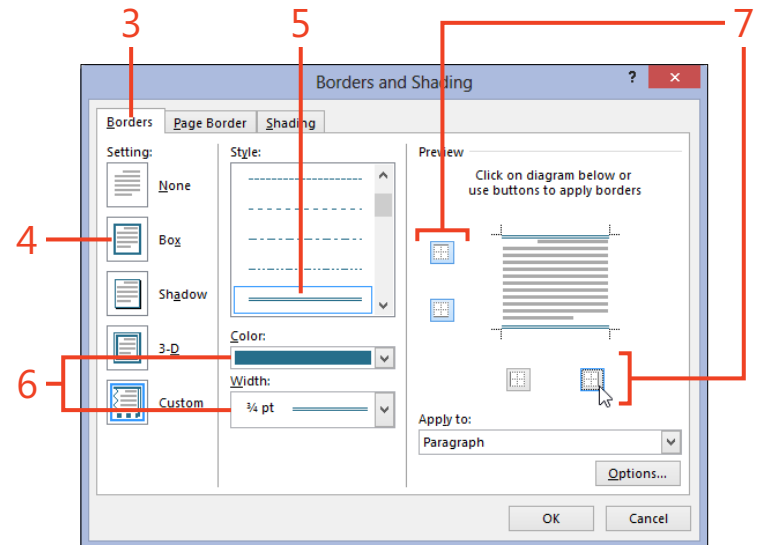 3 5 7
Borders and Shading ? ×
Borders Page Border Shading
Setting: Style: Preview
None
Click on diagram below or
use buttons to apply borders
4 Box
Shadow
Color:
3-D
6 Width:
Custom ¾ pt
Apply to:
Paragraph
Options...
OK Cancel